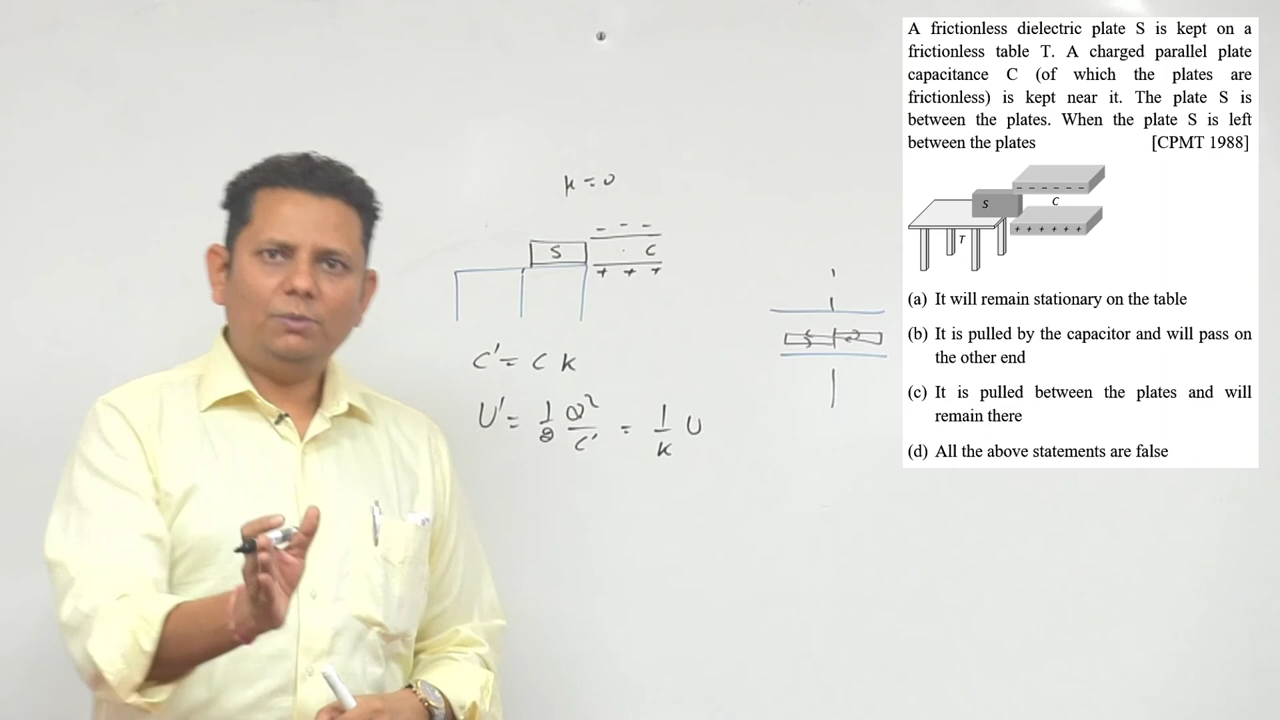 A frictionless dielectric plate S is kept on a
frictionless table T. A charged parallel plate
capacitance C (of which the plates are
frictionless) is kept near it. The plate S is
between the plates. When the plate S is left
between the plates [CPMT 1988]
S
C
T
- - - - - -
+ + + + + +
(a) It will remain stationary on the table
(b) It is pulled by the capacitor and will pass on
the other end
(c) It is pulled between the plates and will
remain there
(d) All the above statements are false
μ = 0
- - -
S C
+ + +
C' = C K
U' = 1/2 Q²/C' = 1/K U